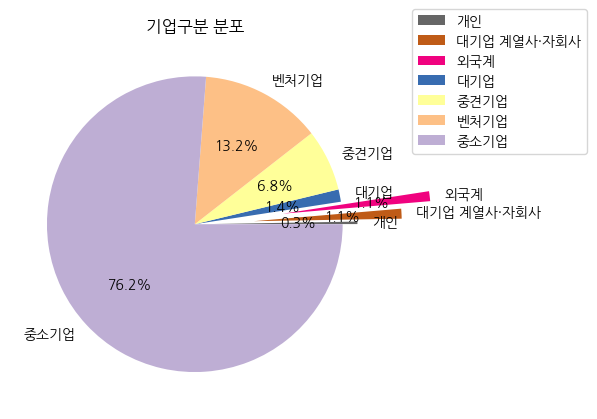 기업구분 분포
개인
대기업 계열사·자회사
외국계
대기업
중견기업
벤처기업
중소기업
벤처기업
13.2%
중견기업
6.8%
대기업
1.4%
외국계
1.1%
대기업 계열사·자회사
1.1%
개인
0.3%
76.2%
중소기업